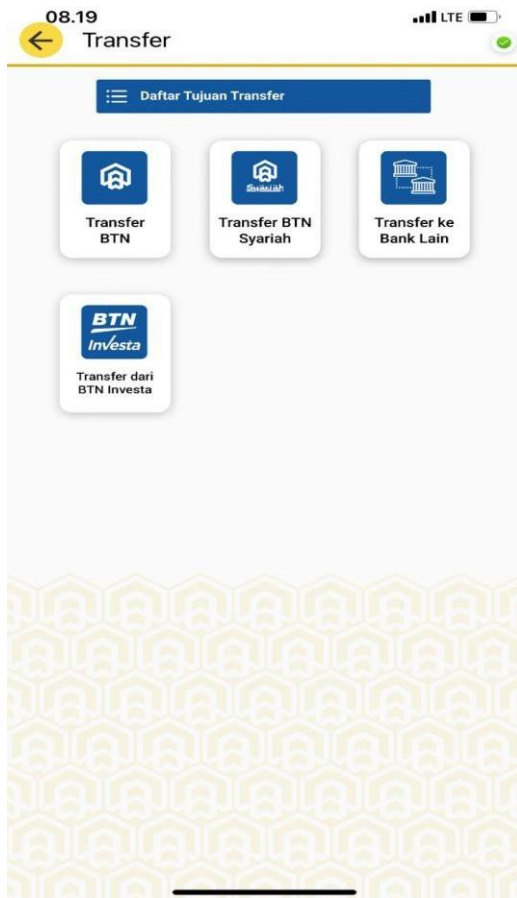 08.19
LTE
Transfer
Daftar Tujuan Transfer
Syariah
Transfer
BTN
Transfer BTN
Syariah
Transfer ke
Bank Lain
BTN
Investa
Transfer dari
BTN Investa